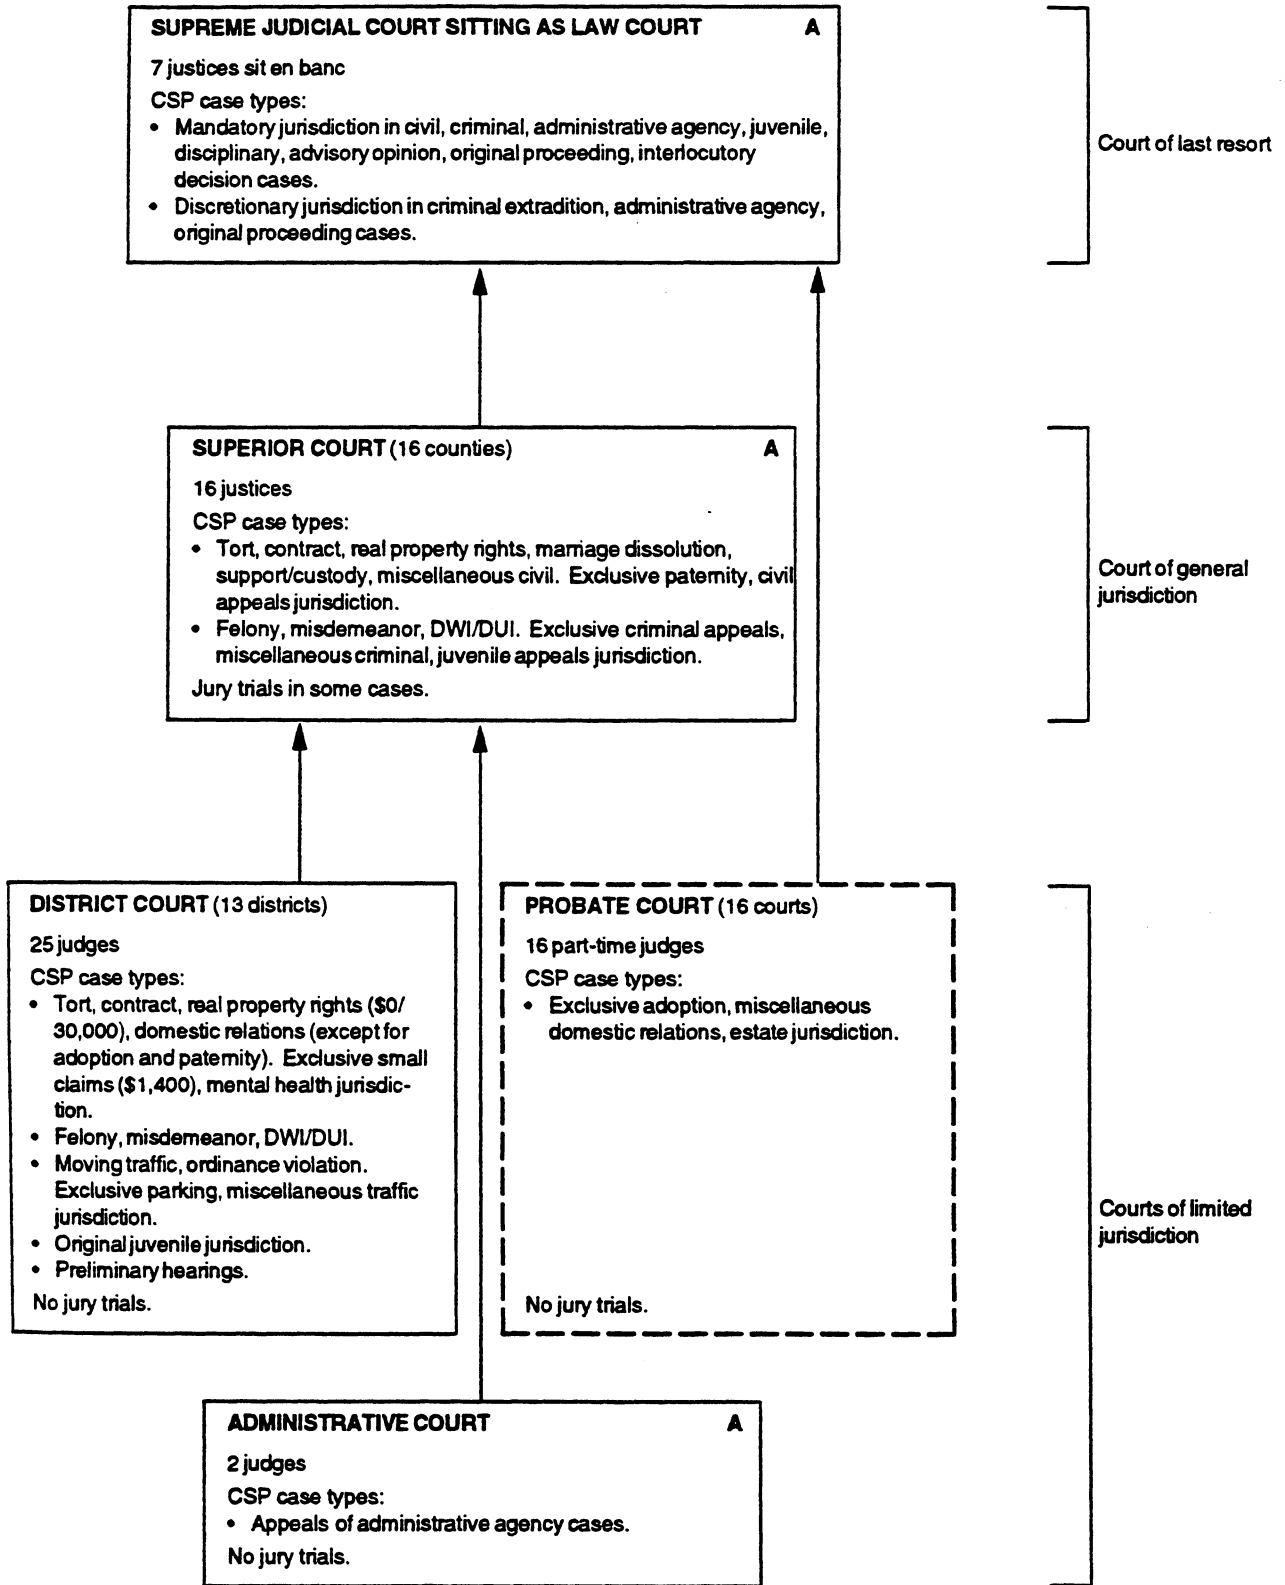 SUPREME JUDICIAL COURT SITTING AS LAW COURT A
7 justices sit en banc
CSP case types:
• Mandatory jurisdiction in civil, criminal, administrative agency, juvenile,
disciplinary, advisory opinion, original proceeding, interlocutory
decision cases.
• Discretionary jurisdiction in criminal extradition, administrative agency,
original proceeding cases.
Court of last resort
SUPERIOR COURT (16 counties) A
16 justices
CSP case types:
• Tort, contract, real property rights, marriage dissolution,
support/custody, miscellaneous civil. Exclusive paternity, civil
appeals jurisdiction.
• Felony, misdemeanor, DWI/DUI. Exclusive criminal appeals,
miscellaneous criminal, juvenile appeals jurisdiction.
Jury trials in some cases.
Court of general
jurisdiction
DISTRICT COURT (13 districts)
25 judges
CSP case types:
• Tort, contract, real property rights ($0/
30,000), domestic relations (except for
adoption and paternity). Exclusive small
claims ($1,400), mental health jurisdic-
tion.
• Felony, misdemeanor, DWI/DUI.
• Moving traffic, ordinance violation.
Exclusive parking, miscellaneous traffic
jurisdiction.
• Original juvenile jurisdiction.
• Preliminary hearings.
No jury trials.
PROBATE COURT (16 courts)
16 part-time judges
CSP case types:
• Exclusive adoption, miscellaneous
domestic relations, estate jurisdiction.
No jury trials.
Courts of limited
jurisdiction
ADMINISTRATIVE COURT A
2 judges
CSP case types:
• Appeals of administrative agency cases.
No jury trials.